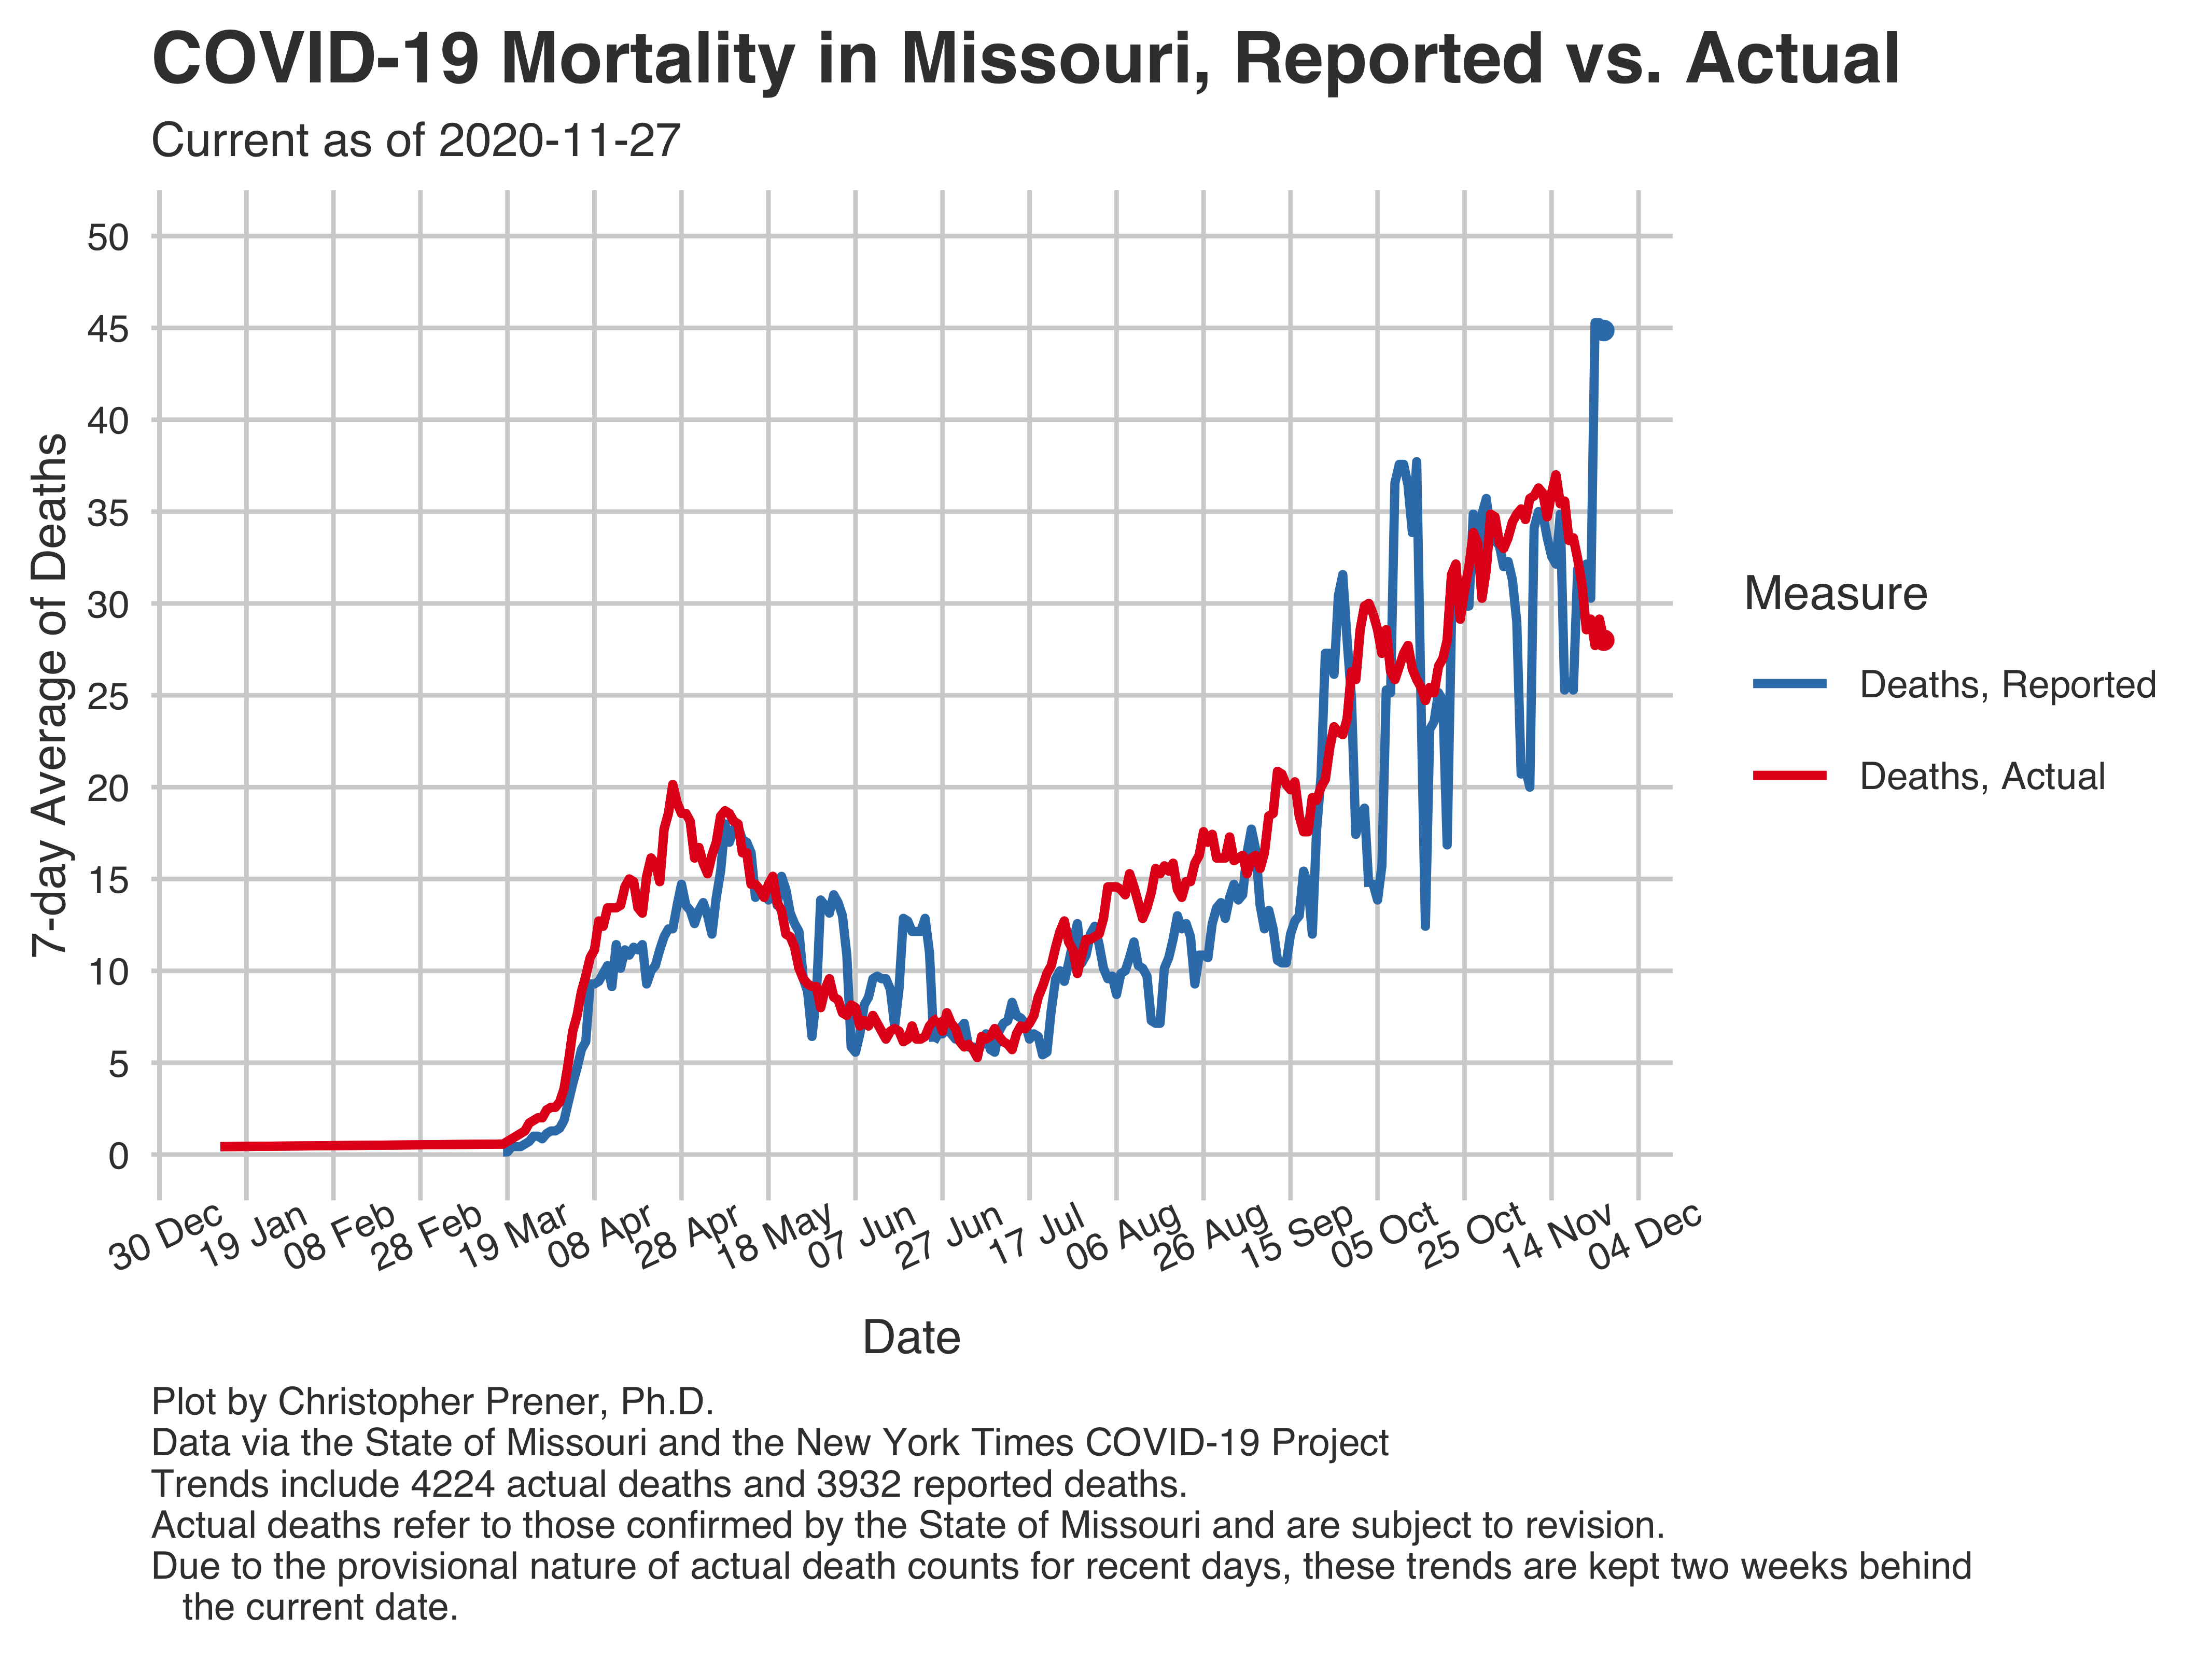 COVID-19 Mortality in Missouri, Reported vs. Actual
Current as of 2020-11-27
7-day Average of Deaths
50
45
40
35
30
25
20
15
10
5
0
30 Dec
19 Jan
08 Feb
28 Feb
19 Mar
08 Apr
28 Apr
18 May
07 Jun
27 Jun
17 Jul
06 Aug
26 Aug
15 Sep
05 Oct
25 Oct
14 Nov
04 Dec
Date
Measure
Deaths, Reported
Deaths, Actual
Plot by Christopher Prener, Ph.D.
Data via the State of Missouri and the New York Times COVID-19 Project
Trends include 4224 actual deaths and 3932 reported deaths.
Actual deaths refer to those confirmed by the State of Missouri and are subject to revision.
Due to the provisional nature of actual death counts for recent days, these trends are kept two weeks behind
the current date.